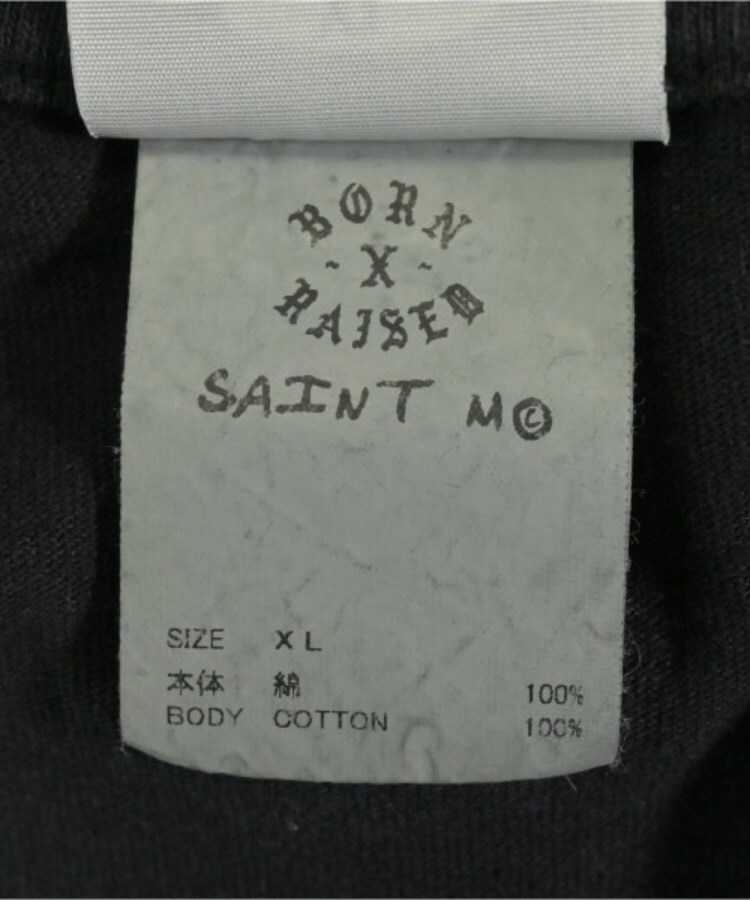 BORN
- X -
RAISED
SAINT M©
SIZE XL
本体 綿 100%
BODY COTTON 100%